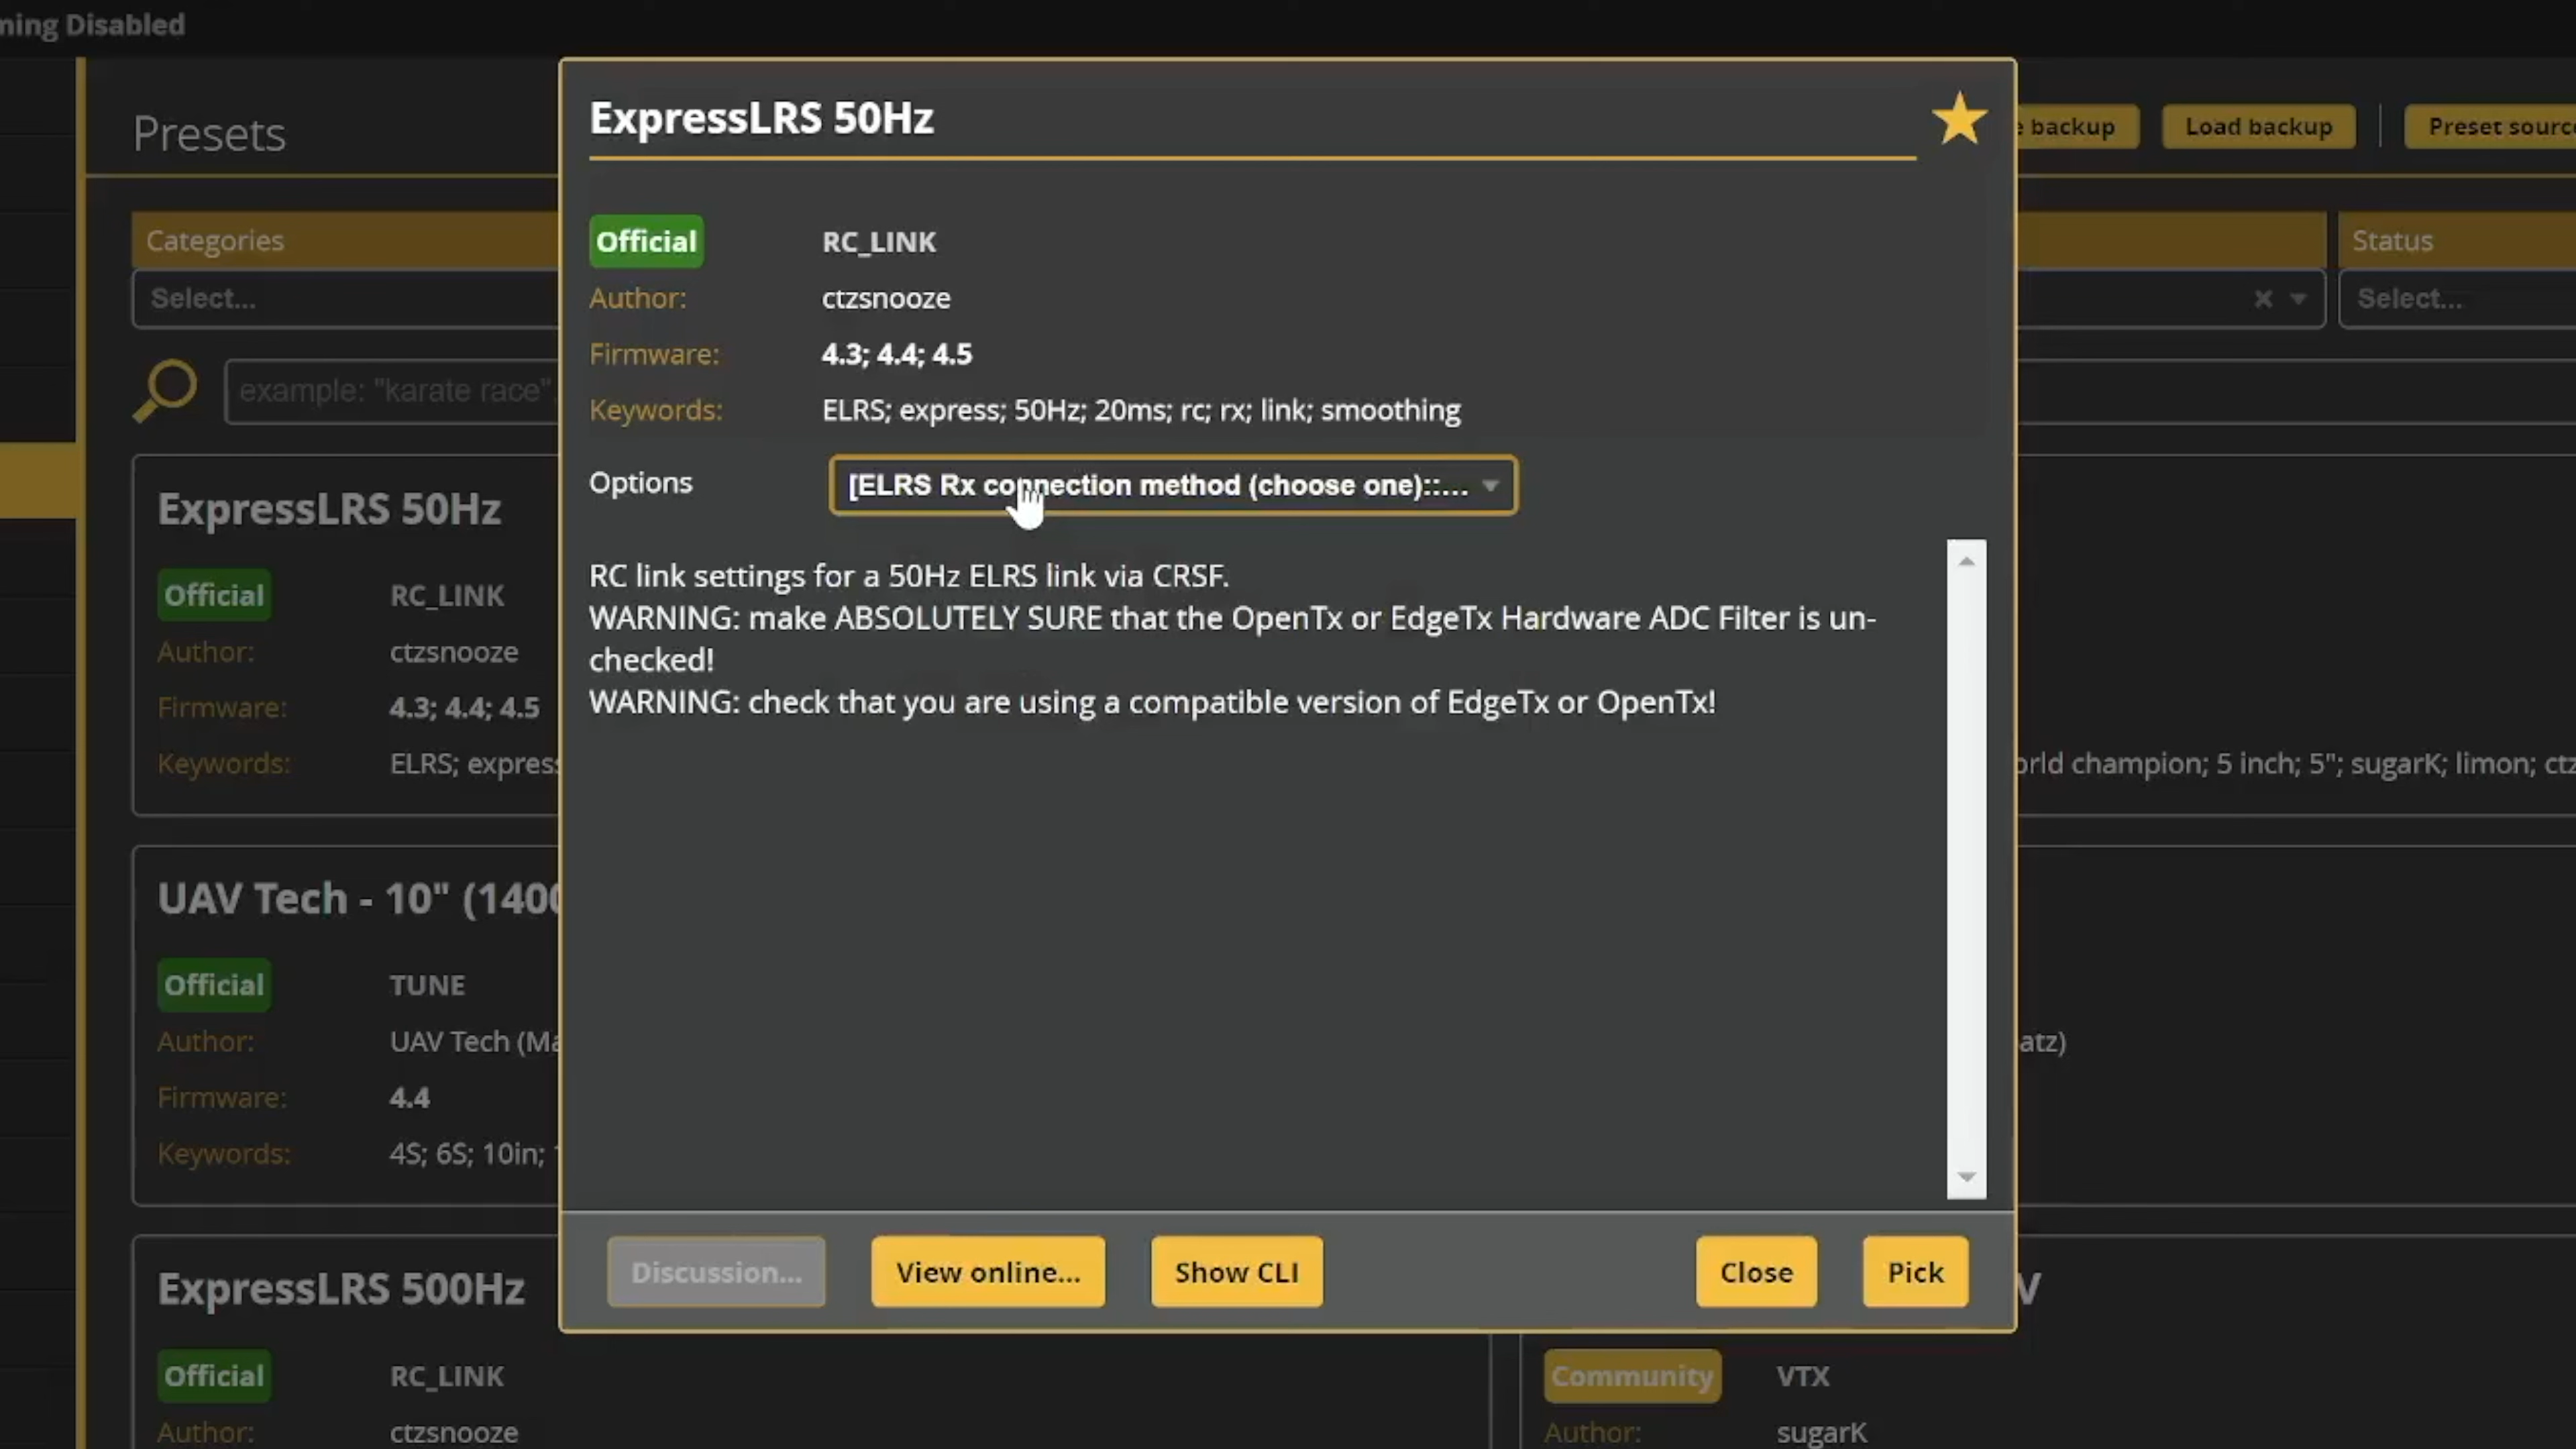 ming Disabled
Presets
e backup
Load backup
Preset source
Categories
Status
Select...
Select...
example: "karate race",
ExpressLRS 50Hz
Official RC_LINK
Author: ctzsnooze
Firmware: 4.3; 4.4; 4.5
Keywords: ELRS; express; 50Hz; 20ms; rc; rx; link; smoothing
Options [ELRS Rx connection method (choose one)::...
RC link settings for a 50Hz ELRS link via CRSF.
WARNING: make ABSOLUTELY SURE that the OpenTx or EdgeTx Hardware ADC Filter is un-
checked!
WARNING: check that you are using a compatible version of EdgeTx or OpenTx!
Discussion...
View online...
Show CLI
Close
Pick
ExpressLRS 50Hz
Official RC_LINK
Author: ctzsnooze
Firmware: 4.3; 4.4; 4.5
Keywords: ELRS; express
orld champion; 5 inch; 5"; sugarK; limon; ctz
UAV Tech - 10" (1400
Official TUNE
Author: UAV Tech (Ma
atz)
Firmware: 4.4
Keywords: 4S; 6S; 10in;
ExpressLRS 500Hz
V
Official RC_LINK
Community VTX
Author: ctzsnooze
Author: sugarK